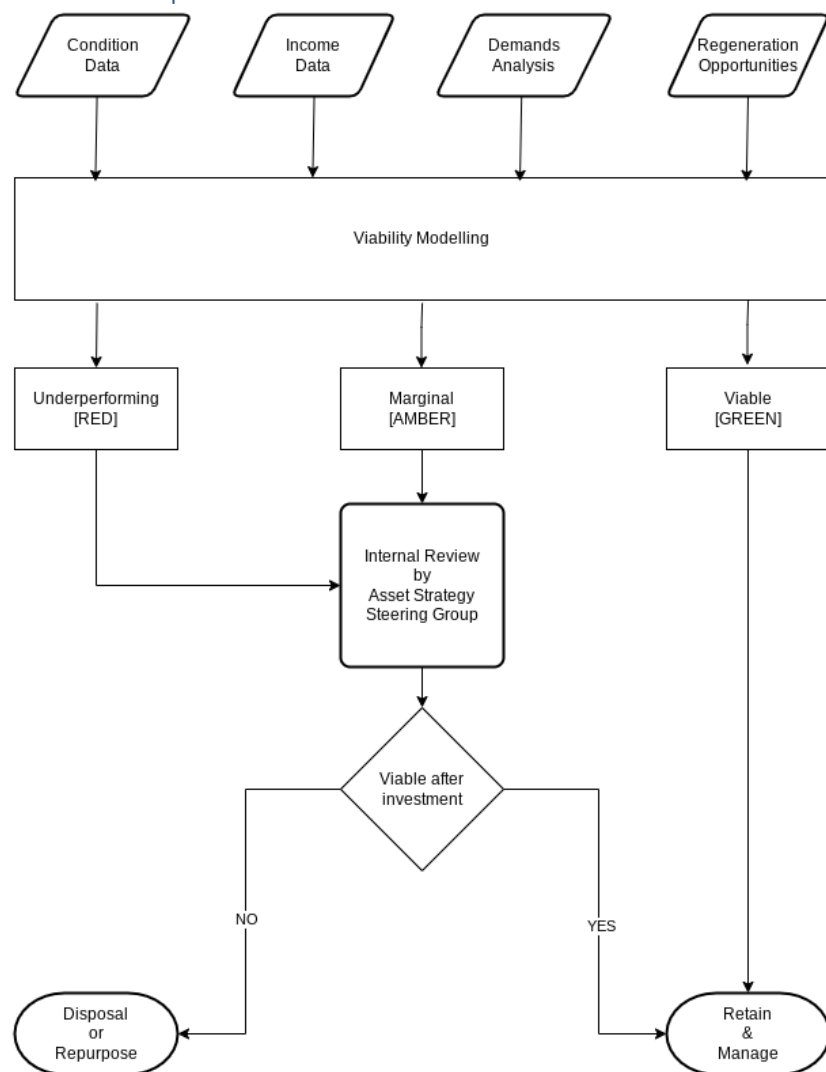 Condition
Data
Income
Data
Demands
Analysis
Regeneration
Opportunities
Viability Modelling
Underperforming
[RED]
Marginal
[AMBER]
Viable
[GREEN]
Internal Review
by
Asset Strategy
Steering Group
Viable after
investment
NO
YES
Disposal
or
Repurpose
Retain
&
Manage